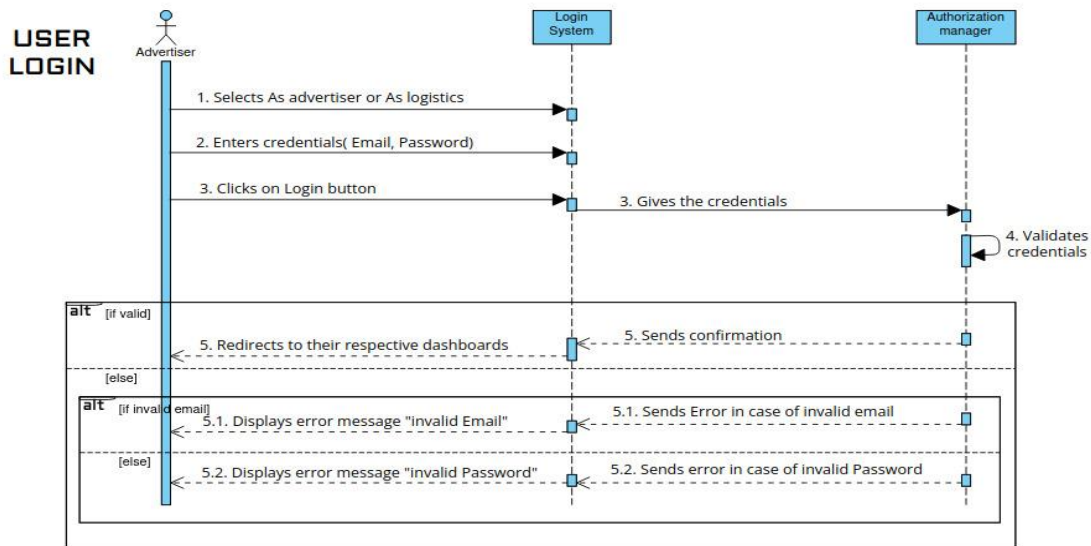 USER
LOGIN
Advertiser
Login
System
Authorization
manager
1. Selects As advertiser or As logistics
2. Enters credentials( Email, Password)
3. Clicks on Login button
3. Gives the credentials
4. Validates
credentials
alt [if valid]
5. Sends confirmation
5. Redirects to their respective dashboards
[else]
alt [if invalid email]
5.1. Sends Error in case of invalid email
5.1. Displays error message "invalid Email"
[else]
5.2. Sends error in case of invalid Password
5.2. Displays error message "invalid Password"